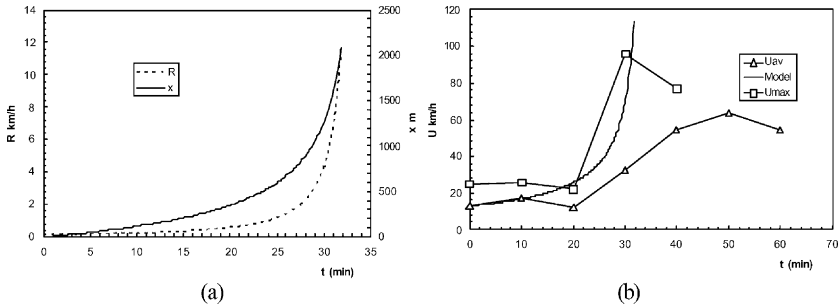 14
12
10
8
6
4
2
0
R km/h
R
x
2500
2000
1500
1000
500
0
x m
0 5 10 15 20 25 30 35
t (min)
(a)
120
100
80
60
40
20
0
U km/h
Uav
Model
Umax
0 10 20 30 40 50 60 70
t (min)
(b)